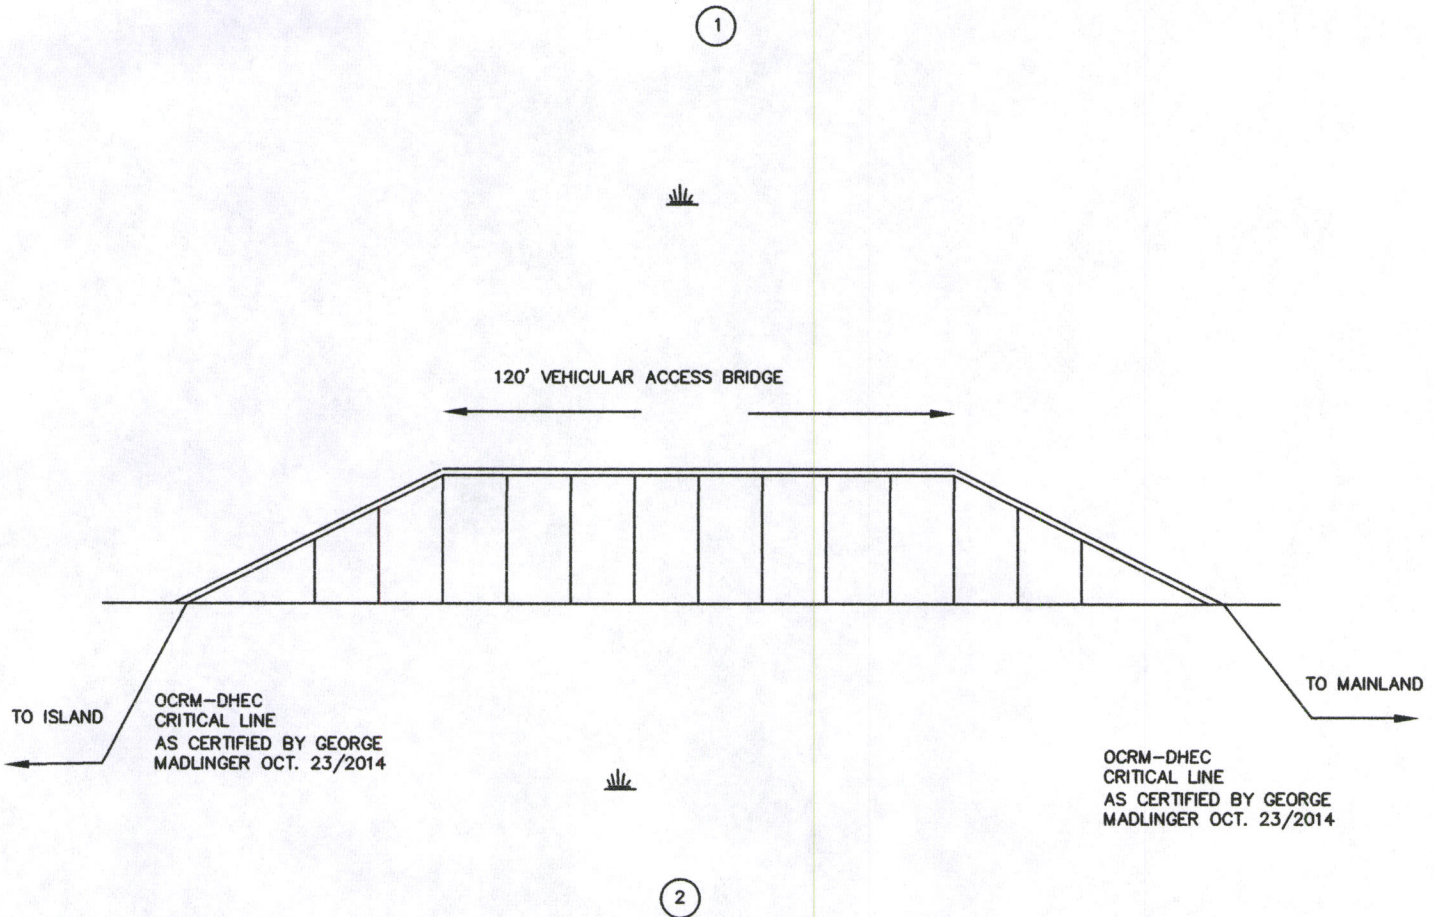 1
120' VEHICULAR ACCESS BRIDGE
TO ISLAND
OCRM-DHEC
CRITICAL LINE
AS CERTIFIED BY GEORGE
MADLINGER OCT. 23/2014
TO MAINLAND
OCRM-DHEC
CRITICAL LINE
AS CERTIFIED BY GEORGE
MADLINGER OCT. 23/2014
2